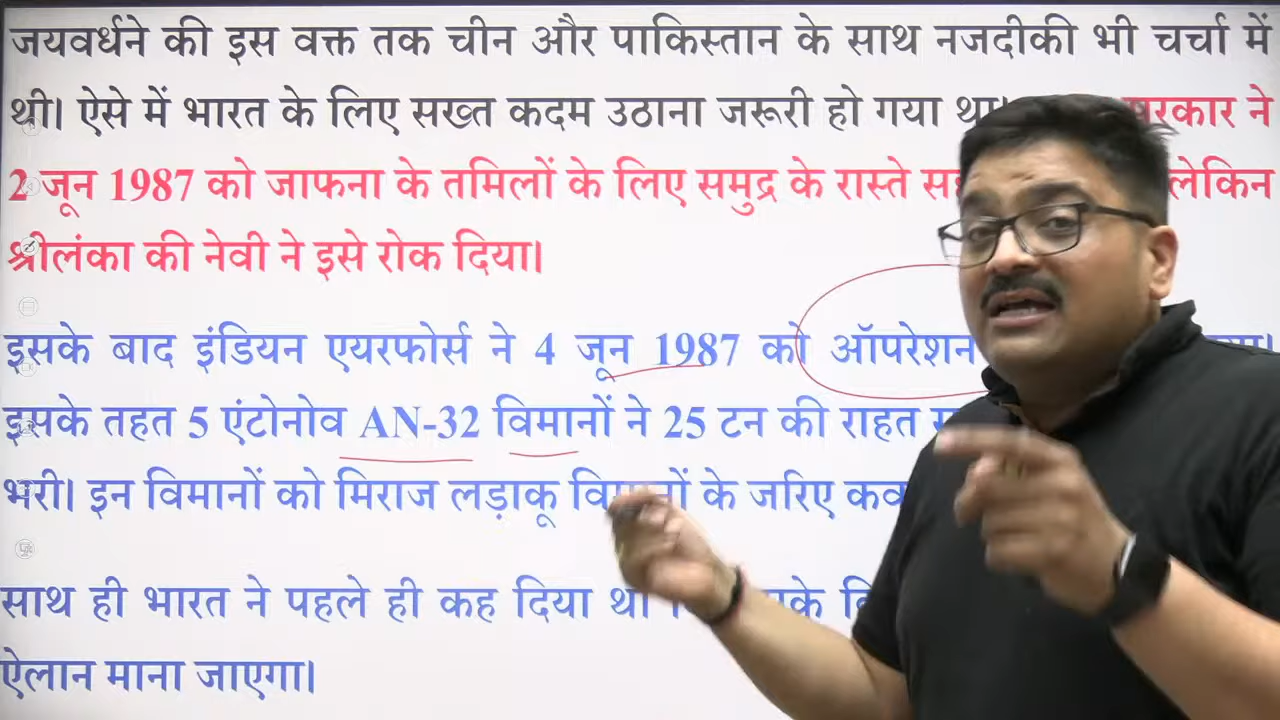 जयवर्धने की इस वक्त तक चीन और पाकिस्तान के साथ नजदीकी भी चर्चा में
थी। ऐसे में भारत के लिए सख्त कदम उठाना जरूरी हो गया था। सरकार ने
2 जून 1987 को जाफना के तमिलों के लिए समुद्र के रास्ते लेकिन
श्रीलंका की नेवी ने इसे रोक दिया।
इसके बाद इंडियन एयरफोर्स ने 4 जून 1987 को ऑपरेशन
इसके तहत 5 एंटोनोव AN-32 विमानों ने 25 टन की राहत
भरी। इन विमानों को मिराज लड़ाकू विमानों के जरिए
साथ ही भारत ने पहले ही कह दिया था
ऐलान माना जाएगा।